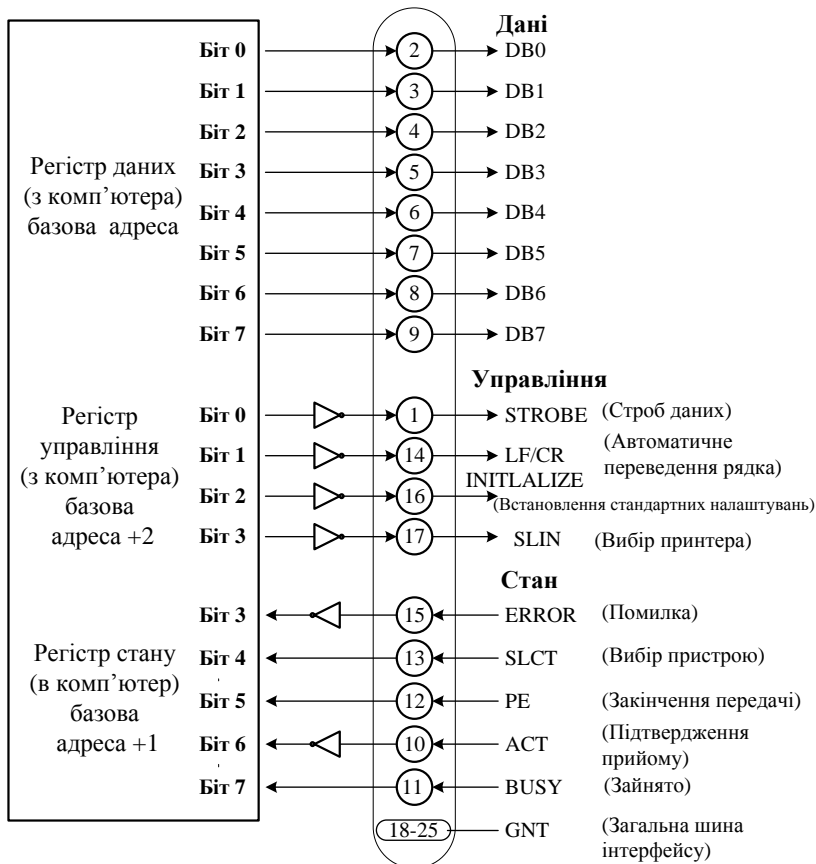 Дані
Біт 0 2 DB0
Біт 1 3 DB1
Біт 2 4 DB2
Біт 3 5 DB3
Біт 4 6 DB4
Біт 5 7 DB5
Біт 6 8 DB6
Біт 7 9 DB7
Регістр даних
(з комп’ютера)
базова адреса
Управління
Біт 0 1 STROBE (Строб даних)
Біт 1 14 LF/CR (Автоматичне
переведення рядка)
INITLALIZE
Біт 2 16
(Встановлення стандартних налаштувань)
Біт 3 17 SLIN (Вибір принтера)
Регістр
управління
(з комп’ютера)
базова
адреса +2
Стан
Біт 3 15 ERROR (Помилка)
Біт 4 13 SLCT (Вибір пристрою)
Біт 5 12 PE (Закінчення передачі)
Біт 6 10 ACT (Підтвердження
прийому)
Біт 7 11 BUSY (Зайнято)
18-25 GNT (Загальна шина
інтерфейсу)
Регістр стану
(в комп’ютер)
базова
адреса +1